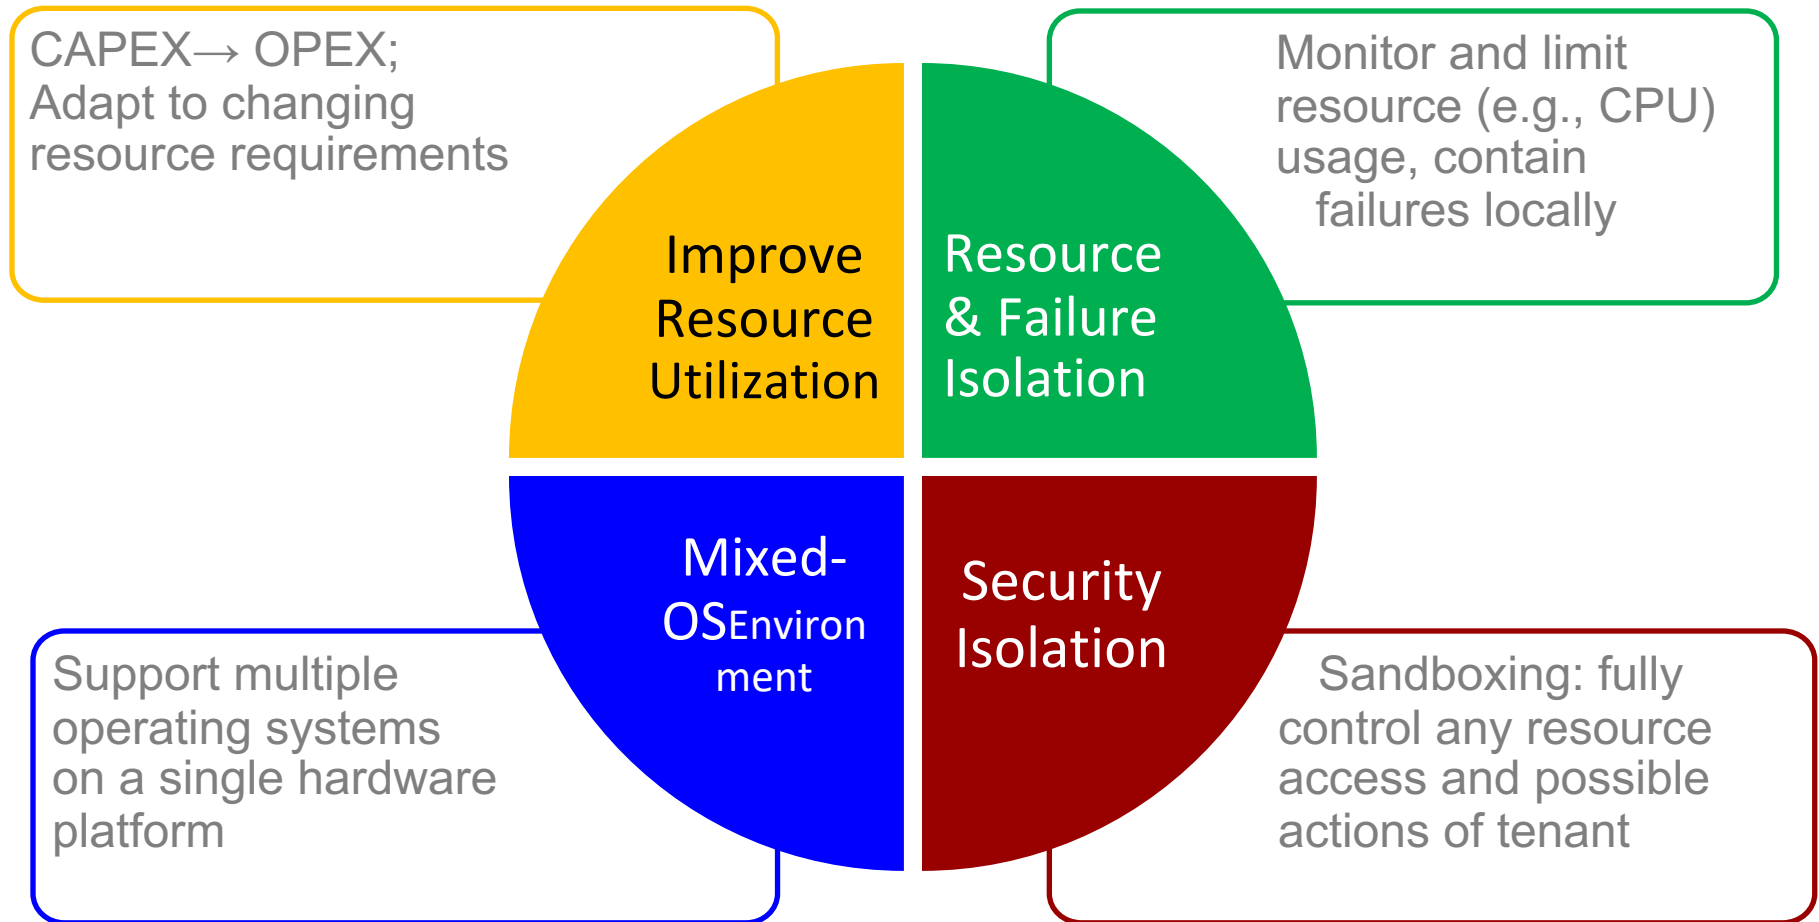 CAPEX→ OPEX;
Adapt to changing
resource requirements
Improve
Resource
Utilization
Monitor and limit
resource (e.g., CPU)
usage, contain
failures locally
Resource
& Failure
Isolation
Support multiple
operating systems
on a single hardware
platform
Mixed-
OSEnviron
ment
Security
Isolation
Sandboxing: fully
control any resource
access and possible
actions of tenant